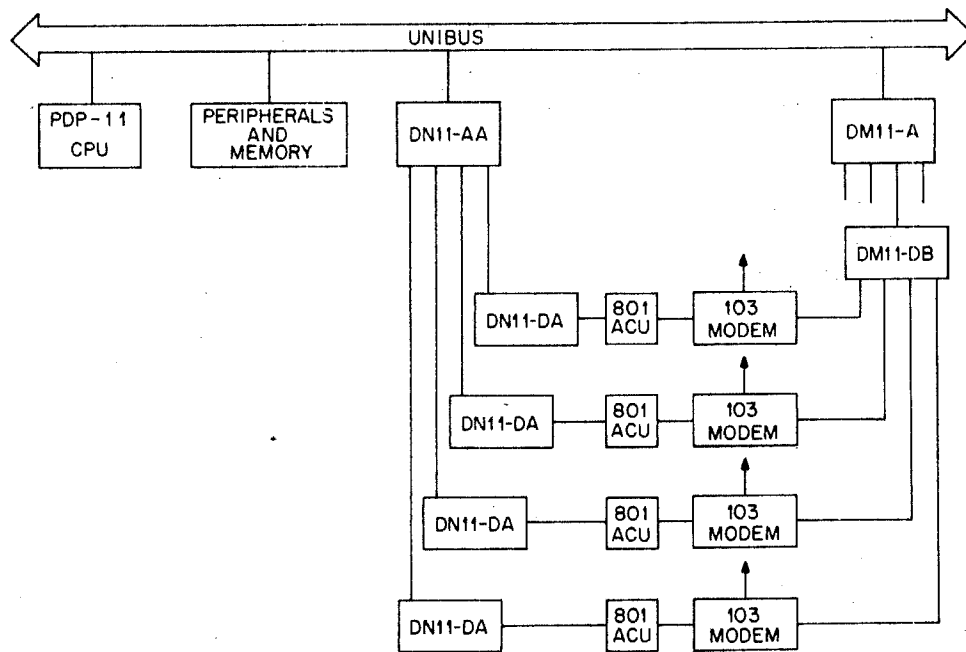 UNIBUS
PDP-11
CPU
PERIPHERALS
AND
MEMORY
DN11-AA
DM11-A
DM11-DB
DN11-DA
801
ACU
103
MODEM
DN11-DA
801
ACU
103
MODEM
DN11-DA
801
ACU
103
MODEM
DN11-DA
801
ACU
103
MODEM